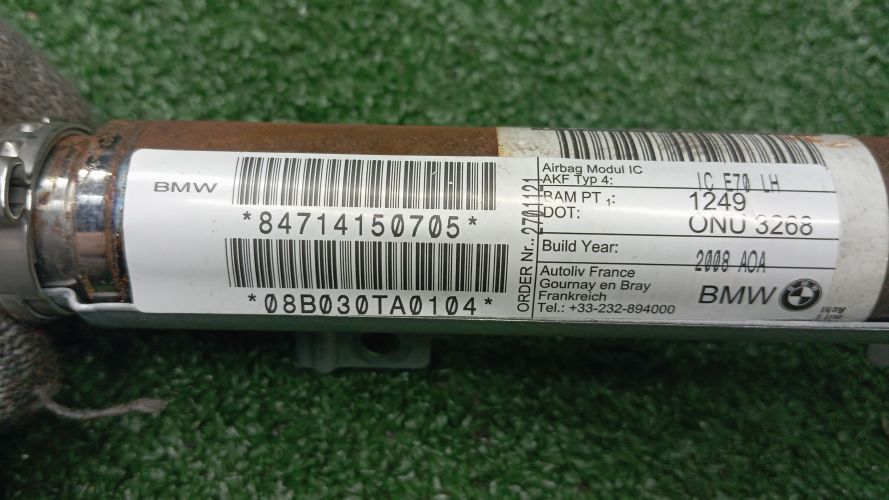 BMW
*84714150705*
*08B030TA0104*
ORDER Nr.: 2701121
Airbag Modul IC
AKF Typ 4: IC E70 LH
BAM PT 1: 1249
DOT: ONU 3268
Build Year: 2008 AOA
Autoliv France
Gournay en Bray
Frankreich
Tel.: +33-232-894000
BMW